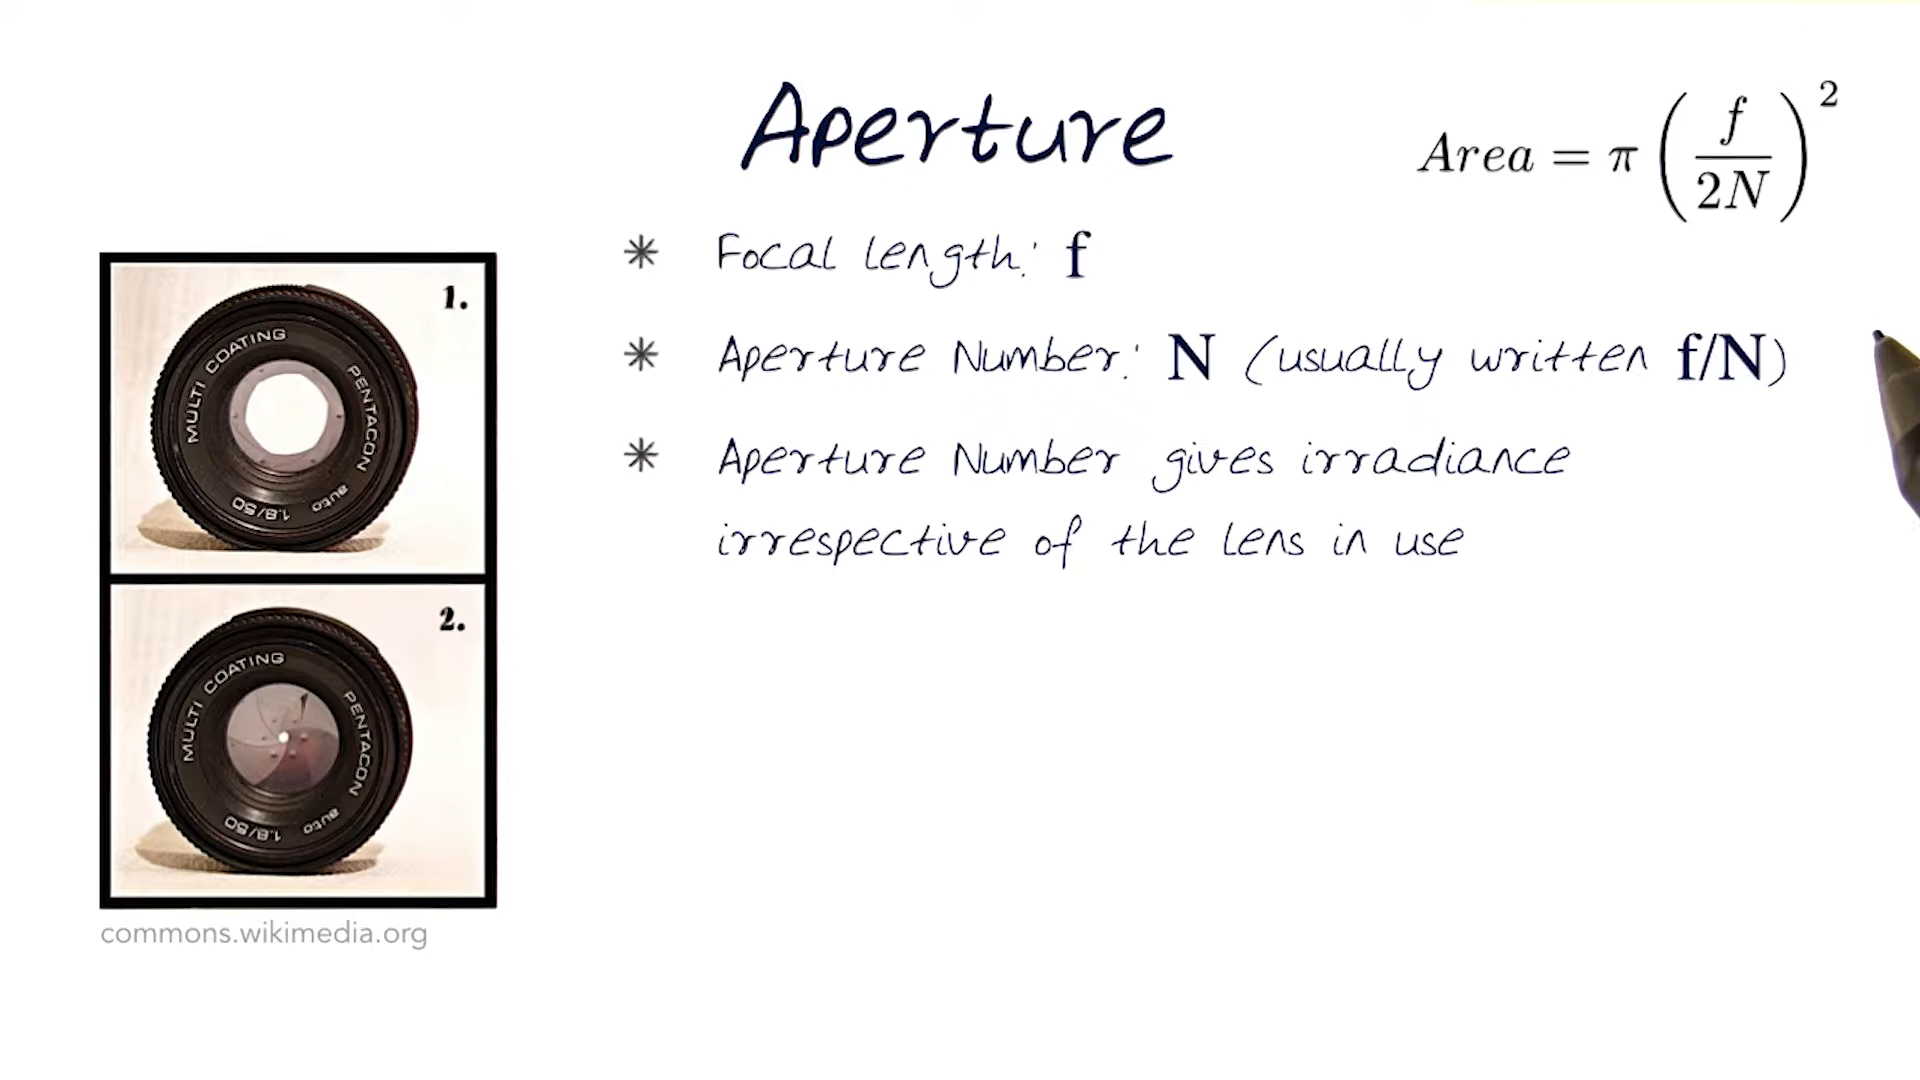 Aperture
Area = π (f/2N)²
✳ Focal length: f
✳ Aperture Number: N (usually written f/N)
✳ Aperture Number gives irradiance
irrespective of the lens in use
1.
MULTI COATING
PENTACON auto 1.8/50
2.
MULTI COATING
PENTACON auto 1.8/50
commons.wikimedia.org